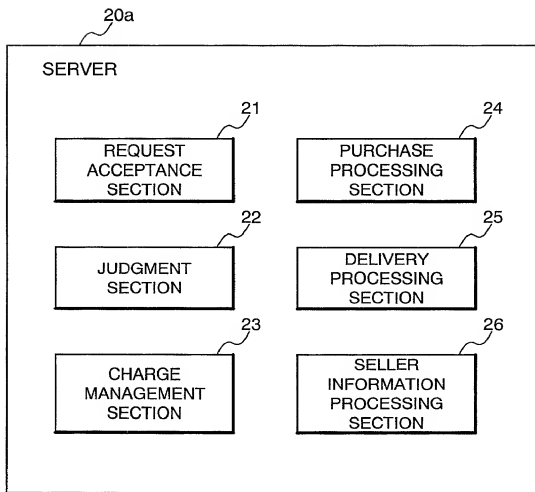 20a
SERVER
21
REQUEST
ACCEPTANCE
SECTION
22
JUDGMENT
SECTION
23
CHARGE
MANAGEMENT
SECTION
24
PURCHASE
PROCESSING
SECTION
25
DELIVERY
PROCESSING
SECTION
26
SELLER
INFORMATION
PROCESSING
SECTION